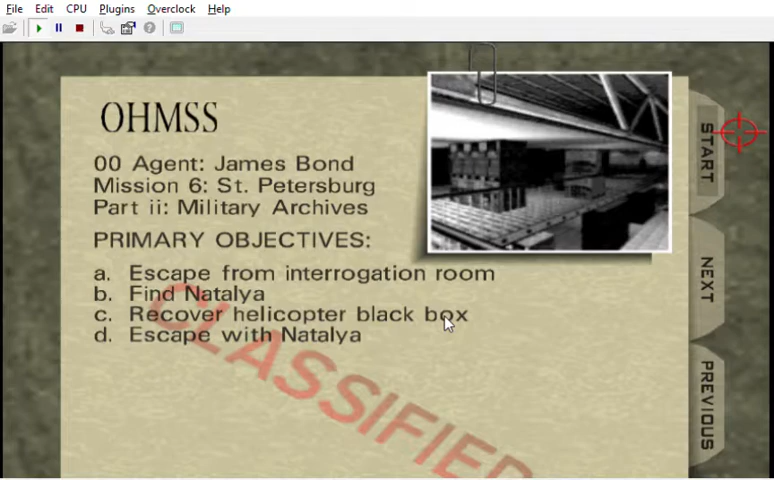 File Edit CPU Plugins Overclock Help
OHMSS
00 Agent: James Bond
Mission 6: St. Petersburg
Part ii: Military Archives
PRIMARY OBJECTIVES:
a. Escape from interrogation room
b. Find Natalya
c. Recover helicopter black box
d. Escape with Natalya
CLASSIFIED
START
NEXT
PREVIOUS